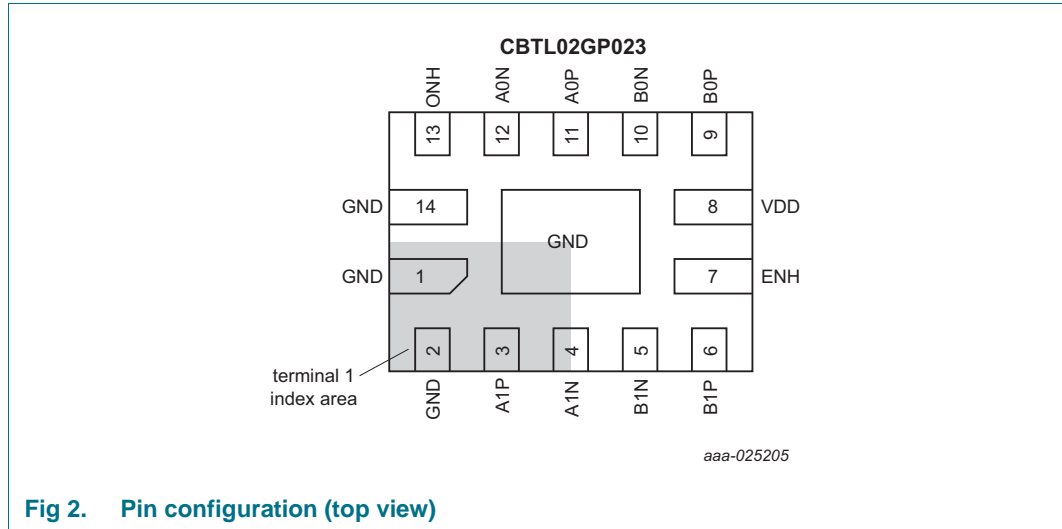 CBTL02GP023
ONH
A0N
A0P
B0N
B0P
13
12
11
10
9
GND
14
8
VDD
GND
GND
1
7
ENH
2
3
4
5
6
terminal 1
index area
GND
A1P
A1N
B1N
B1P
aaa-025205
Fig 2. Pin configuration (top view)